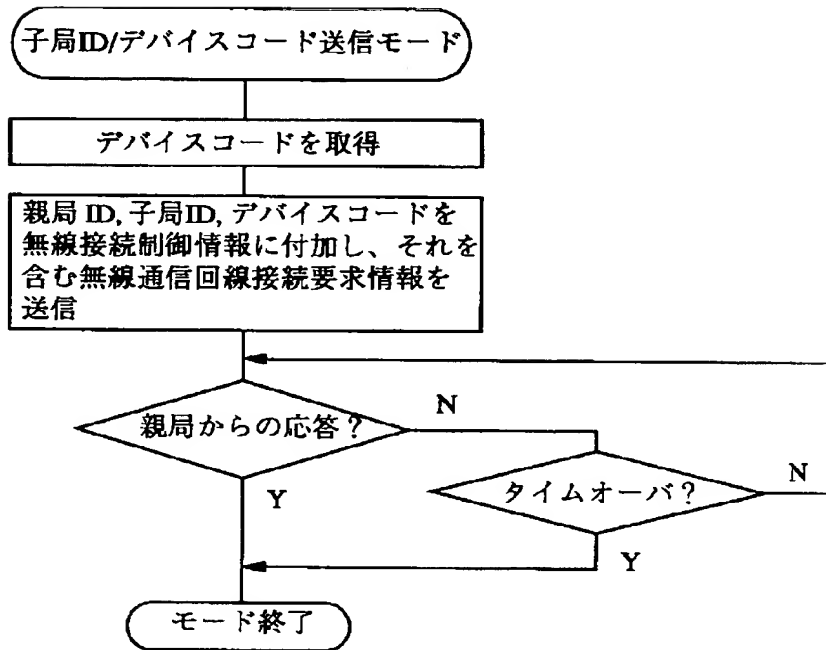 子局ID/デバイスコード送信モード
デバイスコードを取得
親局 ID, 子局ID, デバイスコードを
無線接続制御情報に付加し、それを
含む無線通信回線接続要求情報を
送信
親局からの応答？
N
Y
タイムオーバ？
N
Y
モード終了